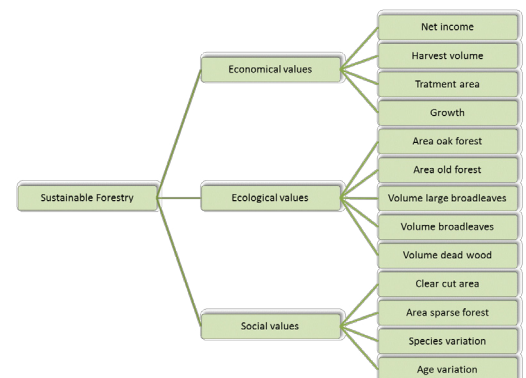 Net income
Harvest volume
Economical values
Tratment area
Growth
Area oak forest
Area old forest
Sustainable Forestry
Ecological values
Volume large broadleaves
Volume broadleaves
Volume dead wood
Clear cut area
Area sparse forest
Social values
Species variation
Age variation